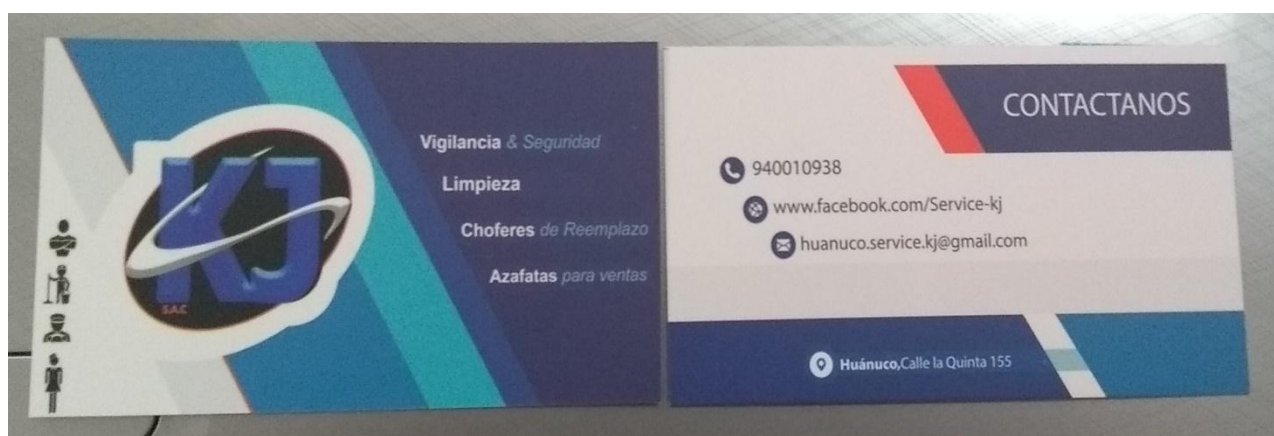 KJ
S.A.C
Vigilancia & Seguridad
Limpieza
Choferes de Reemplazo
Azafatas para ventas
CONTACTANOS
940010938
www.facebook.com/Service-kj
huanuco.service.kj@gmail.com
Huánuco,Calle la Quinta 155